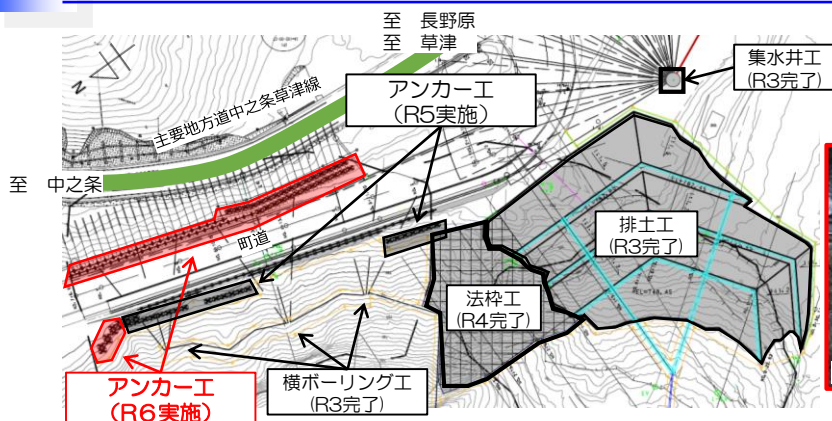 至 長野原
至 草津
集水井工
(R3完了)
アンカー工
(R5実施)
主要地方道中之条草津線
至 中之条
排土工
(R3完了)
町道
法枠工
(R4完了)
アンカー工
(R6実施)
横ボーリング工
(R3完了)